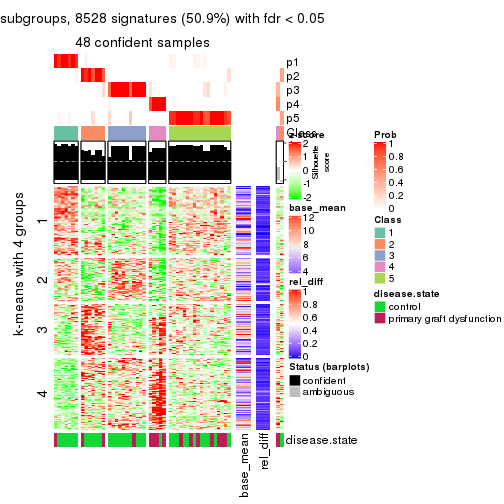 subgroups, 8528 signatures (50.9%) with fdr < 0.05
48 confident samples
p1
p2
p3
p4
p5
Class
z-score
2
1
0
-1
-2
Silhouette
score
base_mean
12
10
8
6
4
rel_diff
1
0.8
0.6
0.4
0.2
0
Status (barplots)
confident
ambiguous
Prob
1
0.8
0.6
0.4
0.2
0
Class
1
2
3
4
5
disease.state
control
primary graft dysfunction
k-means with 4 groups
1
2
3
4
disease.state
base_mean
rel_diff